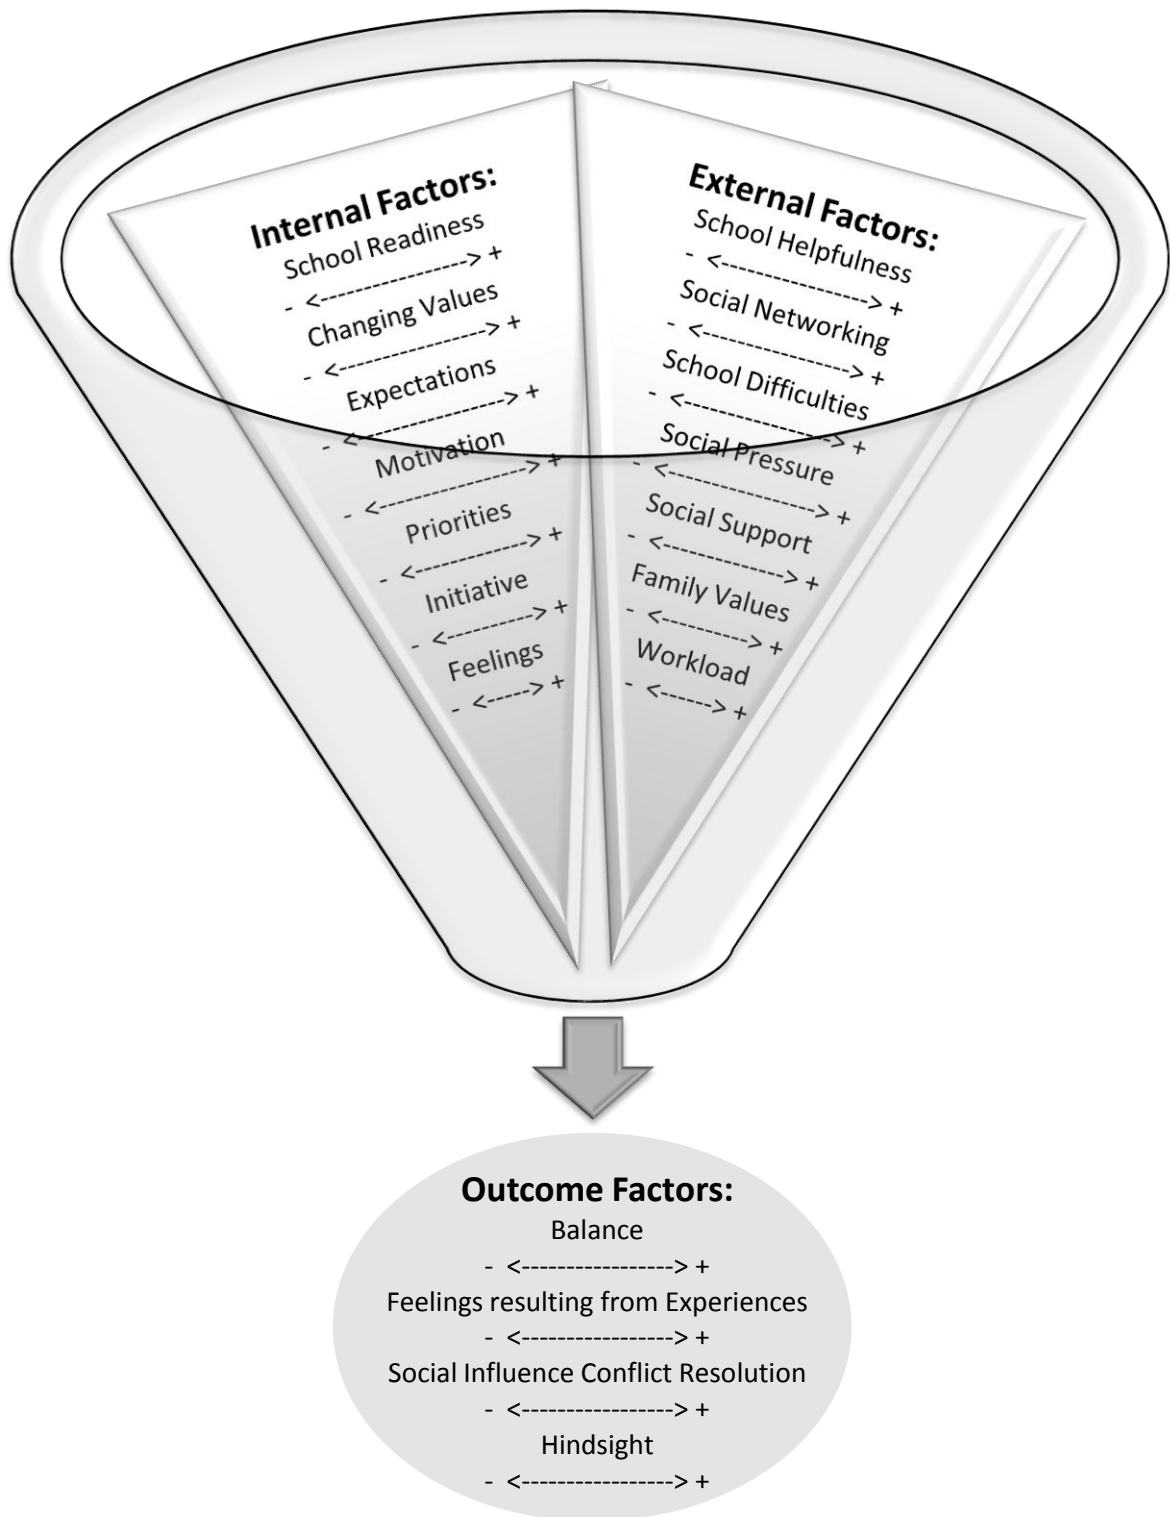 Internal Factors:
School Readiness
- <----------------> +
Changing Values
- <----------------> +
Expectations
- <-----------------> +
Motivation
- <-----------------> +
Priorities
- <--------------> +
Initiative
- <-----------> +
Feelings
- <-----> +
External Factors:
School Helpfulness
- <-----------------> +
Social Networking
- <-----------------> +
School Difficulties
- <-----------------> +
Social Pressure
- <-----------------> +
Social Support
- <-------------> +
Family Values
- <----------> +
Workload
- <------> +
Outcome Factors:
Balance
- <-----------------> +
Feelings resulting from Experiences
- <-----------------> +
Social Influence Conflict Resolution
- <-----------------> +
Hindsight
- <-----------------> +